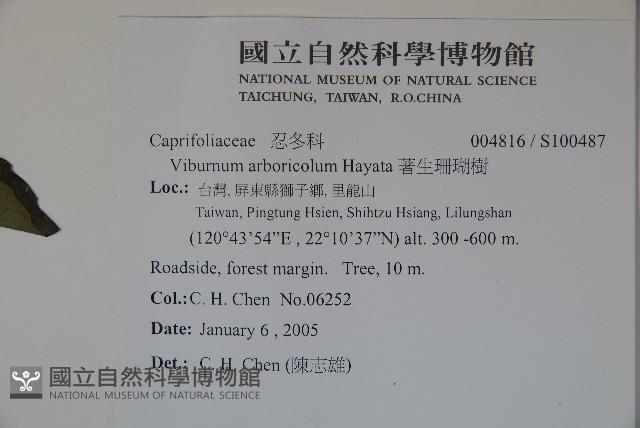 國立自然科學博物館
NATIONAL MUSEUM OF NATURAL SCIENCE
TAICHUNG, TAIWAN, R.O.CHINA
Caprifoliaceae 忍冬科 004816 / S100487
Viburnum arboricolum Hayata 著生珊瑚樹
Loc.: 台灣, 屏東縣獅子鄉, 里龍山
Taiwan, Pingtung Hsien, Shihtzu Hsiang, Lilungshan
(120°43’54”E , 22°10’37”N) alt. 300 -600 m.
Roadside, forest margin. Tree, 10 m.
Col.: C. H. Chen No.06252
Date: January 6 , 2005
Det.: C. H. Chen (陳志雄)
國立自然科學博物館
NATIONAL MUSEUM OF NATURAL SCIENCE